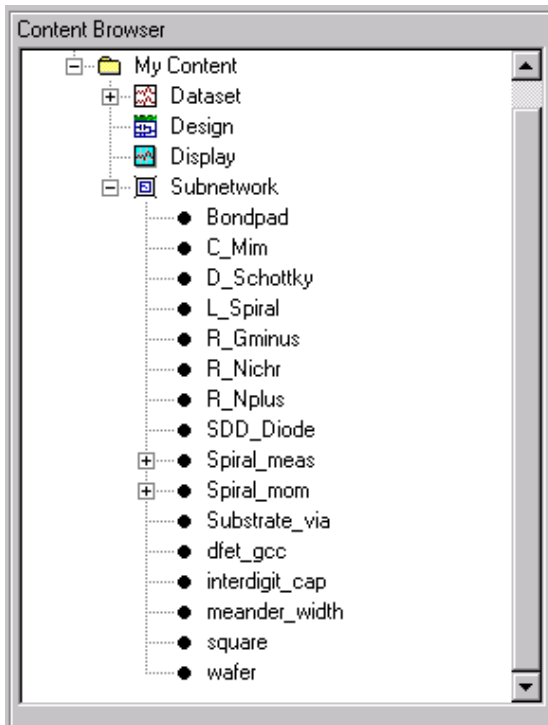 Content Browser
My Content
Dataset
Design
Display
Subnetwork
Bondpad
C_Mim
D_Schottky
L_Spiral
R_Gminus
R_Nichr
R_Nplus
SDD_Diode
Spiral_meas
Spiral_mom
Substrate_via
dfet_gcc
interdigit_cap
meander_width
square
wafer